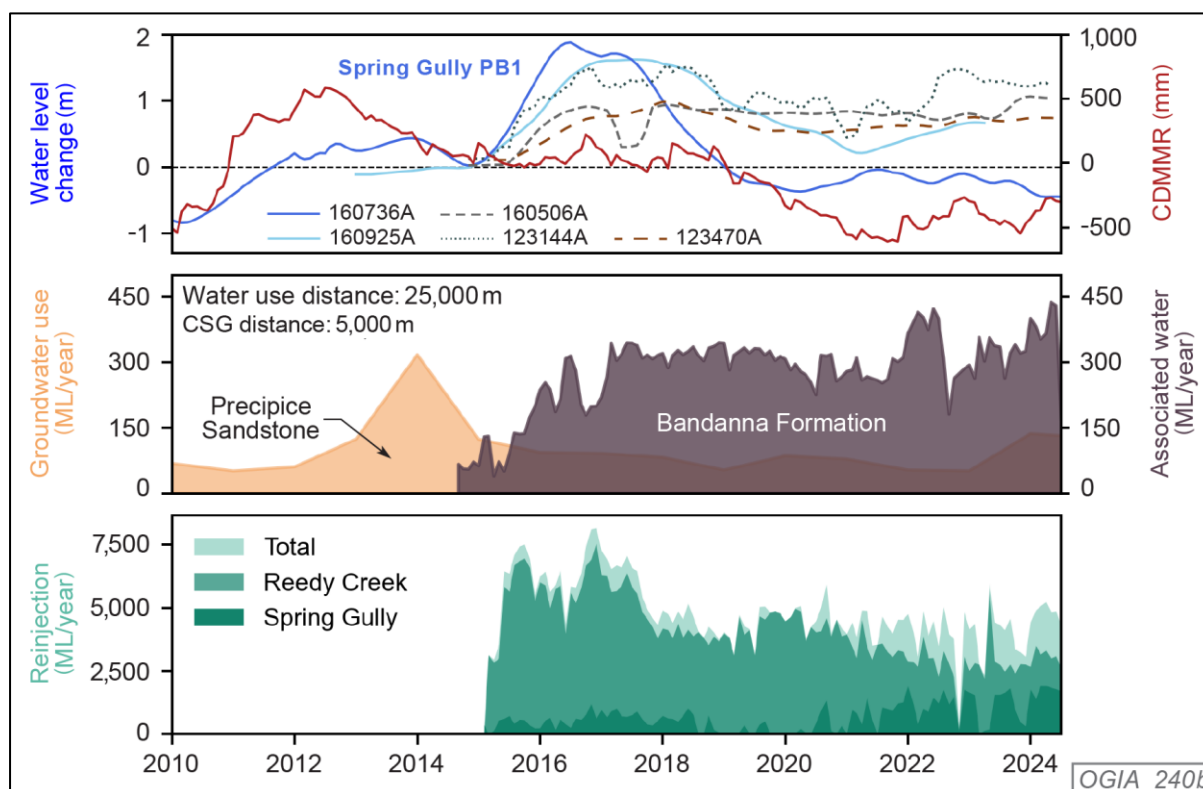 2
1
0
-1
Water level
change (m)
Spring Gully PB1
1,000
500
0
−500
CDMMR (mm)
160736A
160506A
160925A
123144A
123470A
450
300
150
0
Groundwater use
(ML/year)
Water use distance: 25,000 m
CSG distance: 5,000 m
Precipice
Sandstone
Bandanna Formation
450
300
150
0
Associated water
(ML/year)
7,500
5,000
2,500
0
Reinjection
(ML/year)
Total
Reedy Creek
Spring Gully
2010 2012 2014 2016 2018 2020 2022 2024